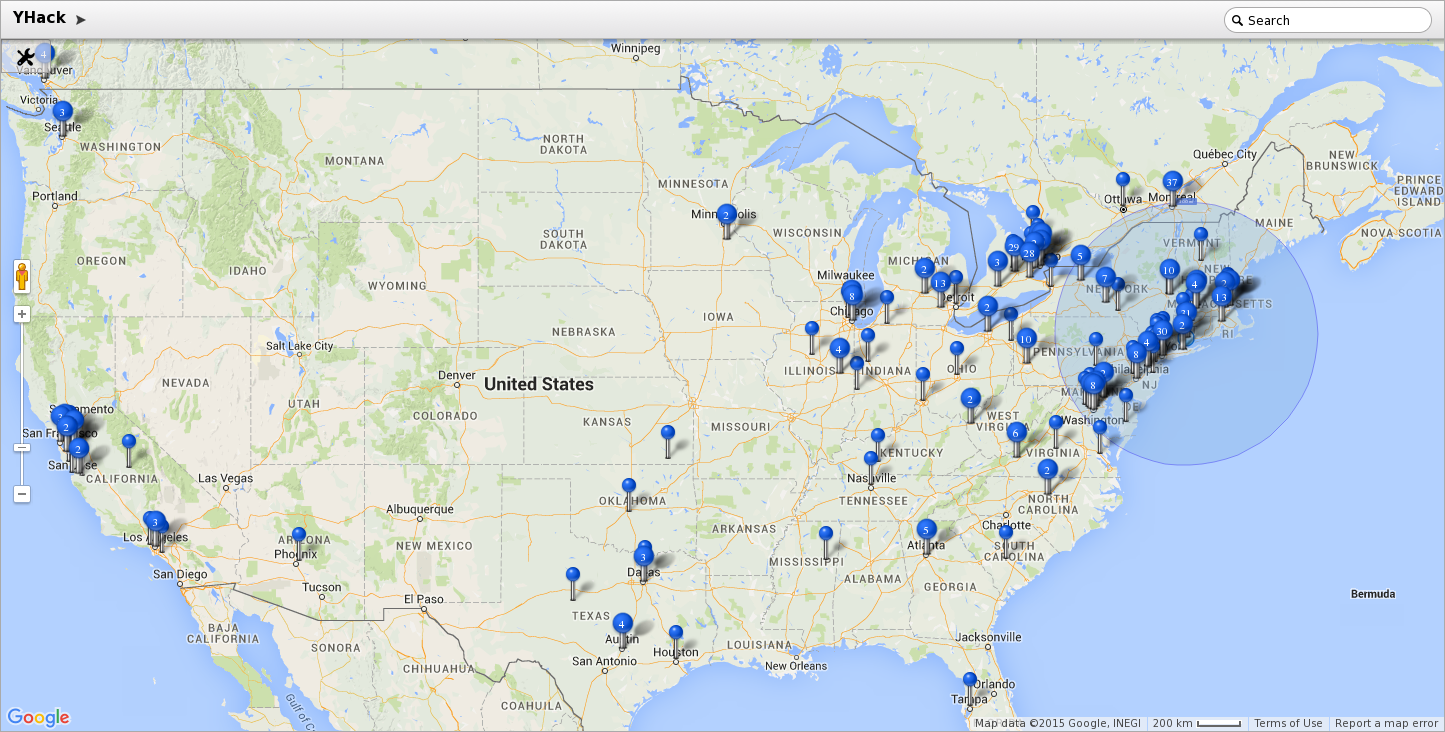 YHack
Search
4
Winnipeg
Vancouver
Victoria
3
Seattle
WASHINGTON
NORTH
DAKOTA
MONTANA
Québec City
NEW
BRUNSWICK
PRINCE
EDWARD
ISLAND
Portland
MINNESOTA
37
Ottawa
Montreal
2
Minneapolis
MAINE
NOVA SCOTIA
SOUTH
DAKOTA
WISCONSIN
VERMONT
OREGON
IDAHO
MICHIGAN
29
2
28
3
5
2
10
NEW
WYOMING
Milwaukee
13
7
NEW YORK
4
2
MASSACHUSETTS
8
Chicago
Detroit
2
13
IOWA
21
RI
NEBRASKA
2
30
Salt Lake City
10
4
PENNSYLVANIA
8
4
Philadelphia
ILLINOIS
INDIANA
OHIO
NJ
NEVADA
Denver
United States
2
8
MARYLAND
UTAH
COLORADO
2
Sacramento
3
2
San Francisco
KANSAS
MISSOURI
WEST
VIRGINIA
Washington
6
KENTUCKY
VIRGINIA
2
San Jose
CALIFORNIA
Las Vegas
Nashville
2
OKLAHOMA
TENNESSEE
NORTH
CAROLINA
Albuquerque
3
Los Angeles
ARKANSAS
5
Atlanta
Charlotte
ARIZONA
Phoenix
NEW MEXICO
SOUTH
CAROLINA
MISSISSIPPI
3
Dallas
San Diego
Tucson
ALABAMA
GEORGIA
El Paso
Bermuda
TEXAS
4
Austin
BAJA
CALIFORNIA
SONORA
Houston
LOUISIANA
Jacksonville
San Antonio
New Orleans
CHIHUAHUA
Orlando
Tampa
COAHUILA
Gulf of C
Google
Map data ©2015 Google, INEGI
200 km
Terms of Use
Report a map error